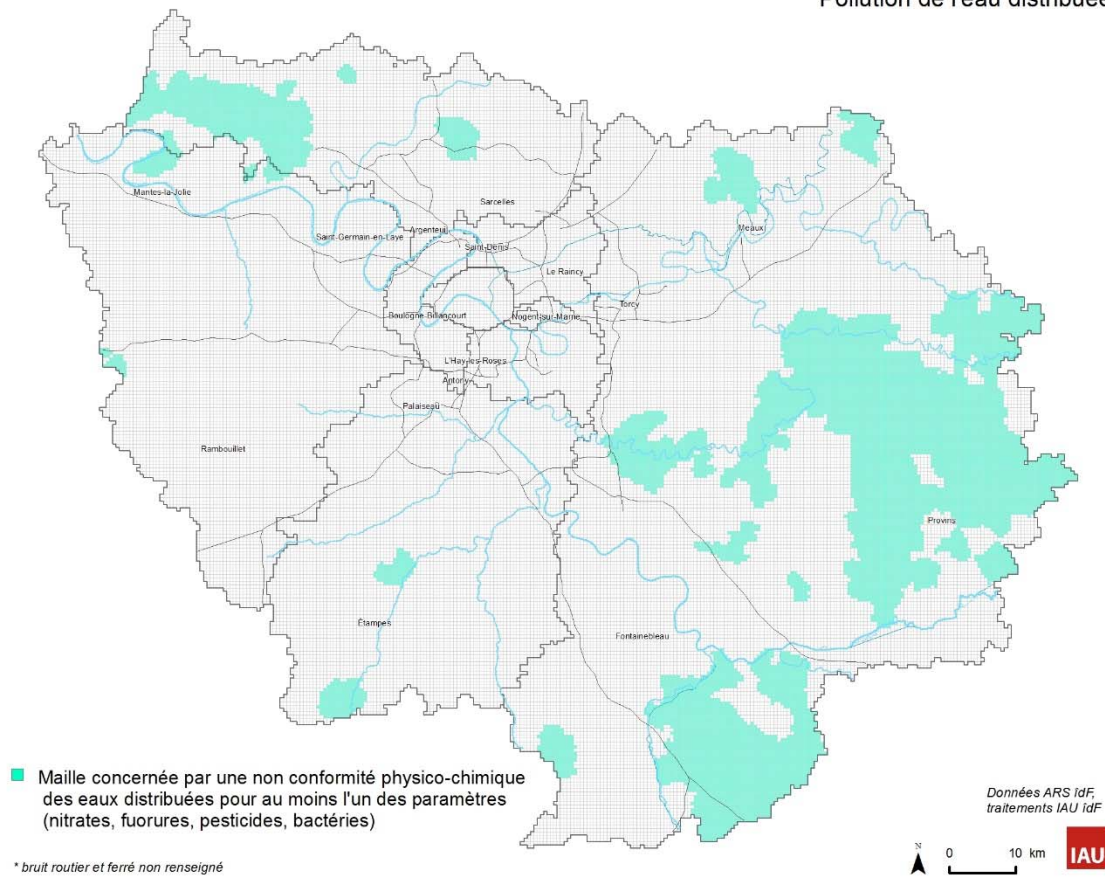 Pollution de l'eau distribuée
Mantes-la-Jolie
Sarcelles
Saint-Germain-en-Laye
Argenteuil
Saint-Denis
Meaux
Le Raincy
Torcy
Boulogne-Billancourt
Nogent-sur-Marne
L'Hay-les-Roses
Antony
Palaiseau
Rambouillet
Provins
Étampes
Fontainebleau
Maille concernée par une non conformité physico-chimique
des eaux distribuées pour au moins l'un des paramètres
(nitrates, fuorures, pesticides, bactéries)
Données ARS îdF,
traitements IAU îdF
* bruit routier et ferré non renseigné
N
0 10 km
IAU